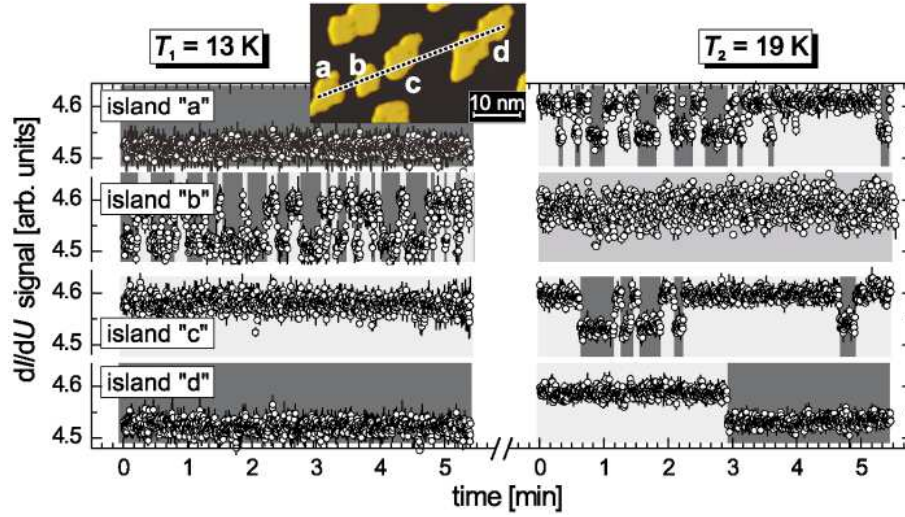 T1 = 13 K
T2 = 19 K
a
b
c
d
10 nm
dI/dU signal [arb. units]
4.6
4.5
island "a"
4.6
4.5
island "b"
4.6
4.5
island "c"
4.6
4.5
island "d"
0 1 2 3 4 5
0 1 2 3 4 5
time [min]